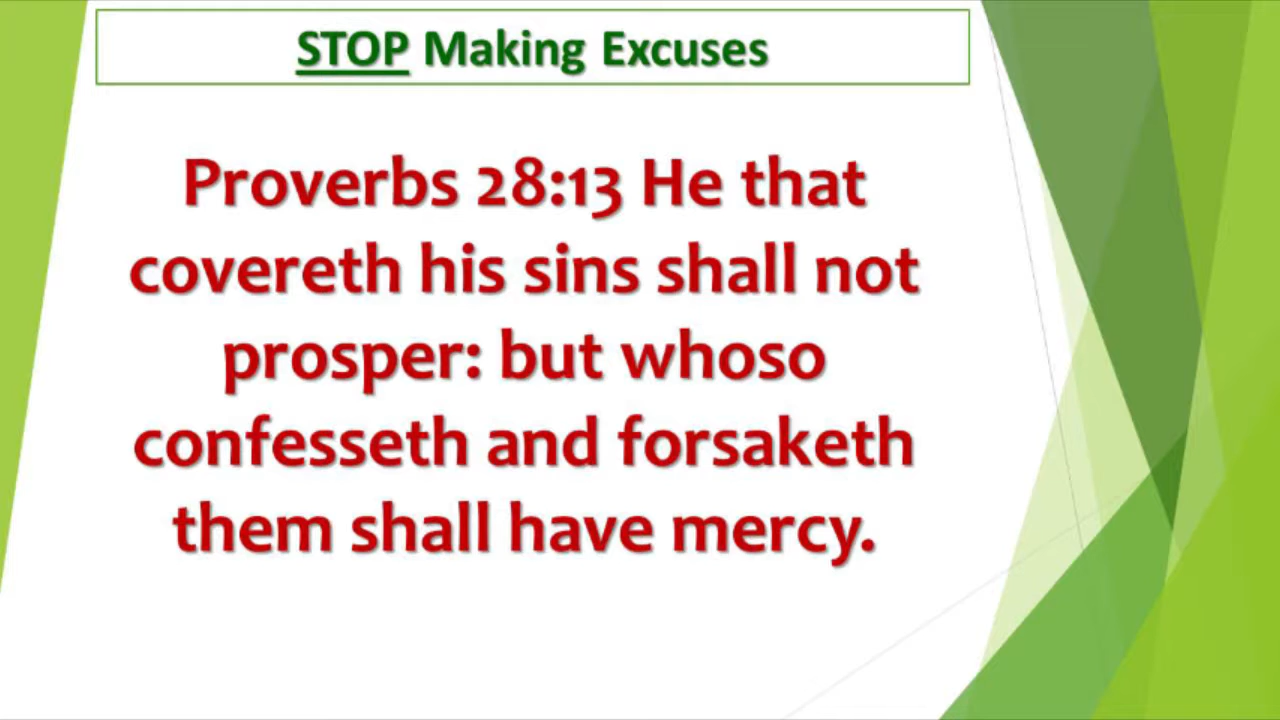 STOP Making Excuses
Proverbs 28:13 He that
covereth his sins shall not
prosper: but whoso
confesseth and forsaketh
them shall have mercy.